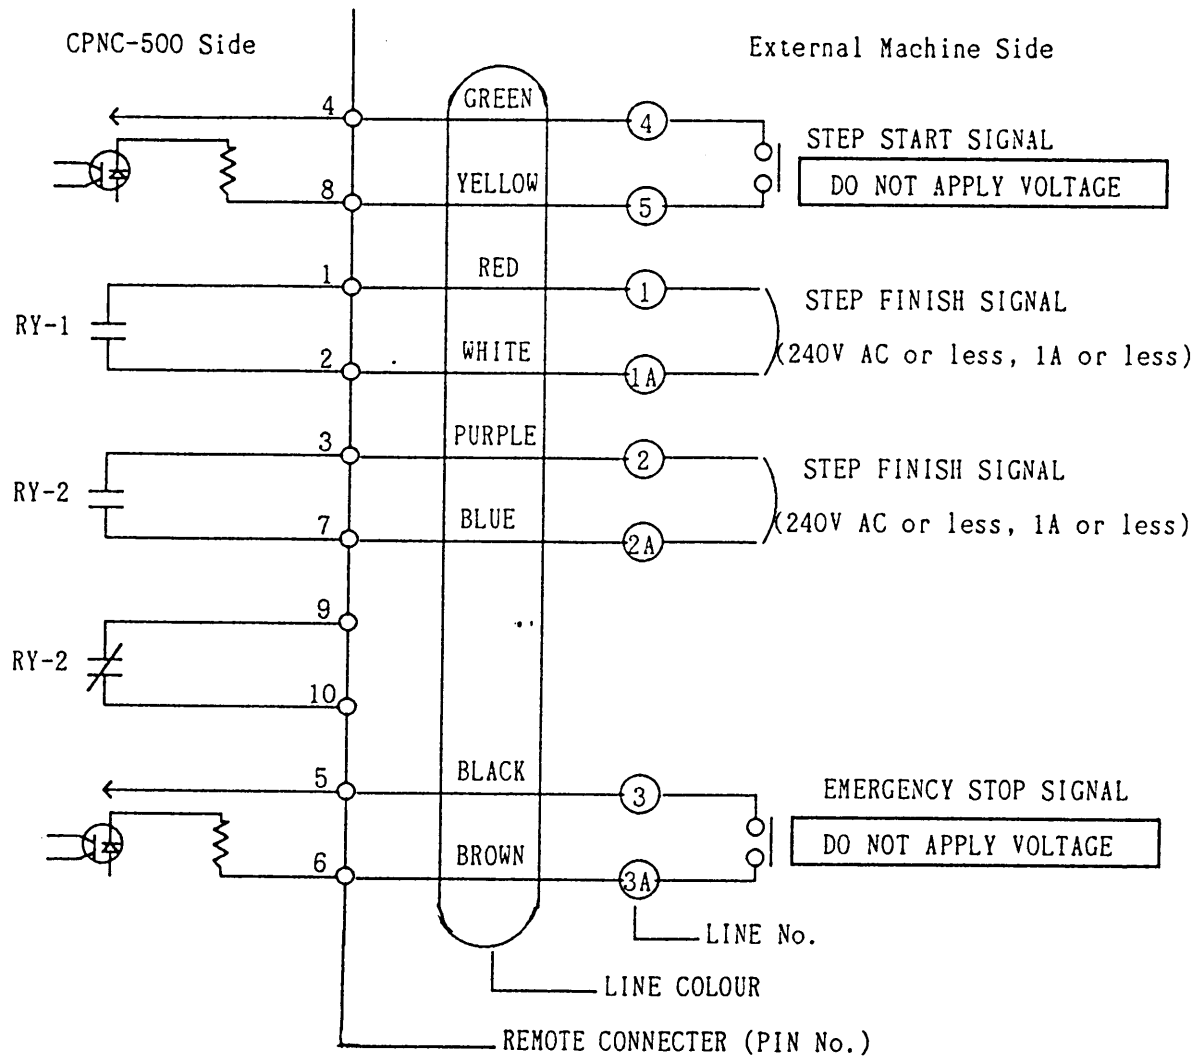 CPNC-500 Side
External Machine Side
4
GREEN
4
STEP START SIGNAL
DO NOT APPLY VOLTAGE
8
YELLOW
5
1
RED
1
STEP FINISH SIGNAL
RY-1
(240V AC or less, 1A or less)
2
WHITE
1A
3
PURPLE
2
STEP FINISH SIGNAL
RY-2
(240V AC or less, 1A or less)
7
BLUE
2A
9
RY-2
10
5
BLACK
3
EMERGENCY STOP SIGNAL
DO NOT APPLY VOLTAGE
6
BROWN
3A
LINE No.
LINE COLOUR
REMOTE CONNECTER (PIN No.)